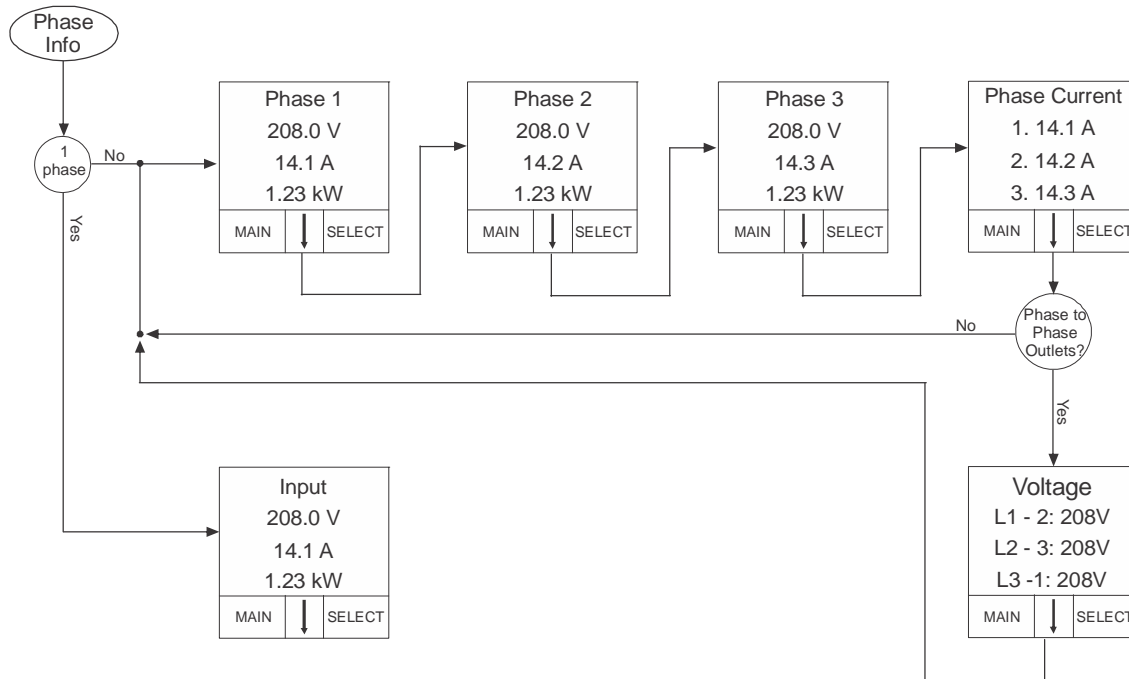 Phase
Info
1
phase
No
Yes
Phase 1
208.0 V
14.1 A
1.23 kW
MAIN
SELECT
Phase 2
208.0 V
14.2 A
1.23 kW
MAIN
SELECT
Phase 3
208.0 V
14.3 A
1.23 kW
MAIN
SELECT
Phase Current
1. 14.1 A
2. 14.2 A
3. 14.3 A
MAIN
SELECT
Phase to
Phase
Outlets?
No
Yes
Input
208.0 V
14.1 A
1.23 kW
MAIN
SELECT
Voltage
L1 - 2: 208V
L2 - 3: 208V
L3 -1: 208V
MAIN
SELECT